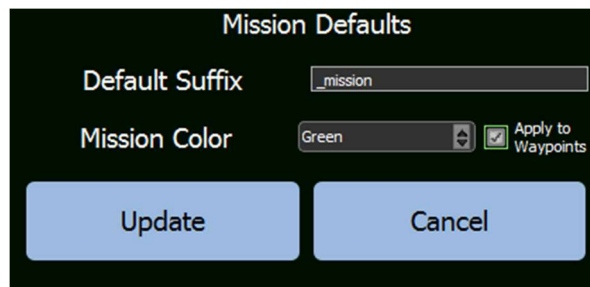 Mission Defaults
Default Suffix _mission
Mission Color Green Apply to
Waypoints
Update Cancel